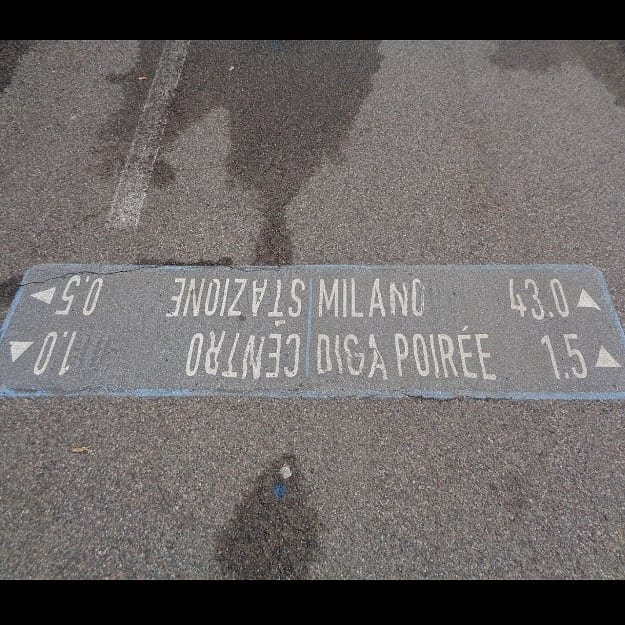 MILANO 43.0
DIGA POIRÉE 1.5
CENTRO 1.0
STAZIONE 0.5